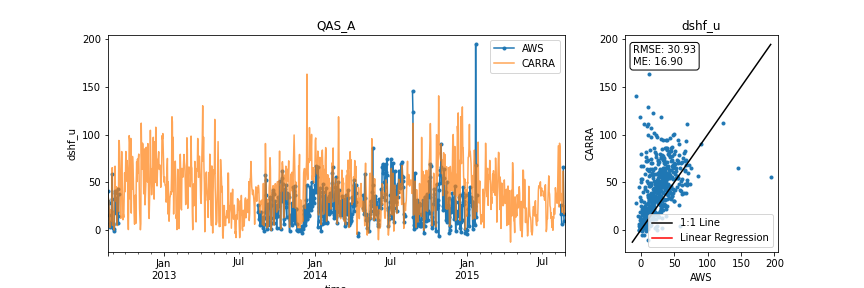 QAS_A
dshf_u
200
150
100
50
0
dshf_u
AWS
CARRA
Jan
2013
Jul
Jan
2014
Jul
Jan
2015
Jul
time
200
150
100
50
0
CARRA
RMSE: 30.93
ME: 16.90
1:1 Line
Linear Regression
0
50
100
150
200
AWS